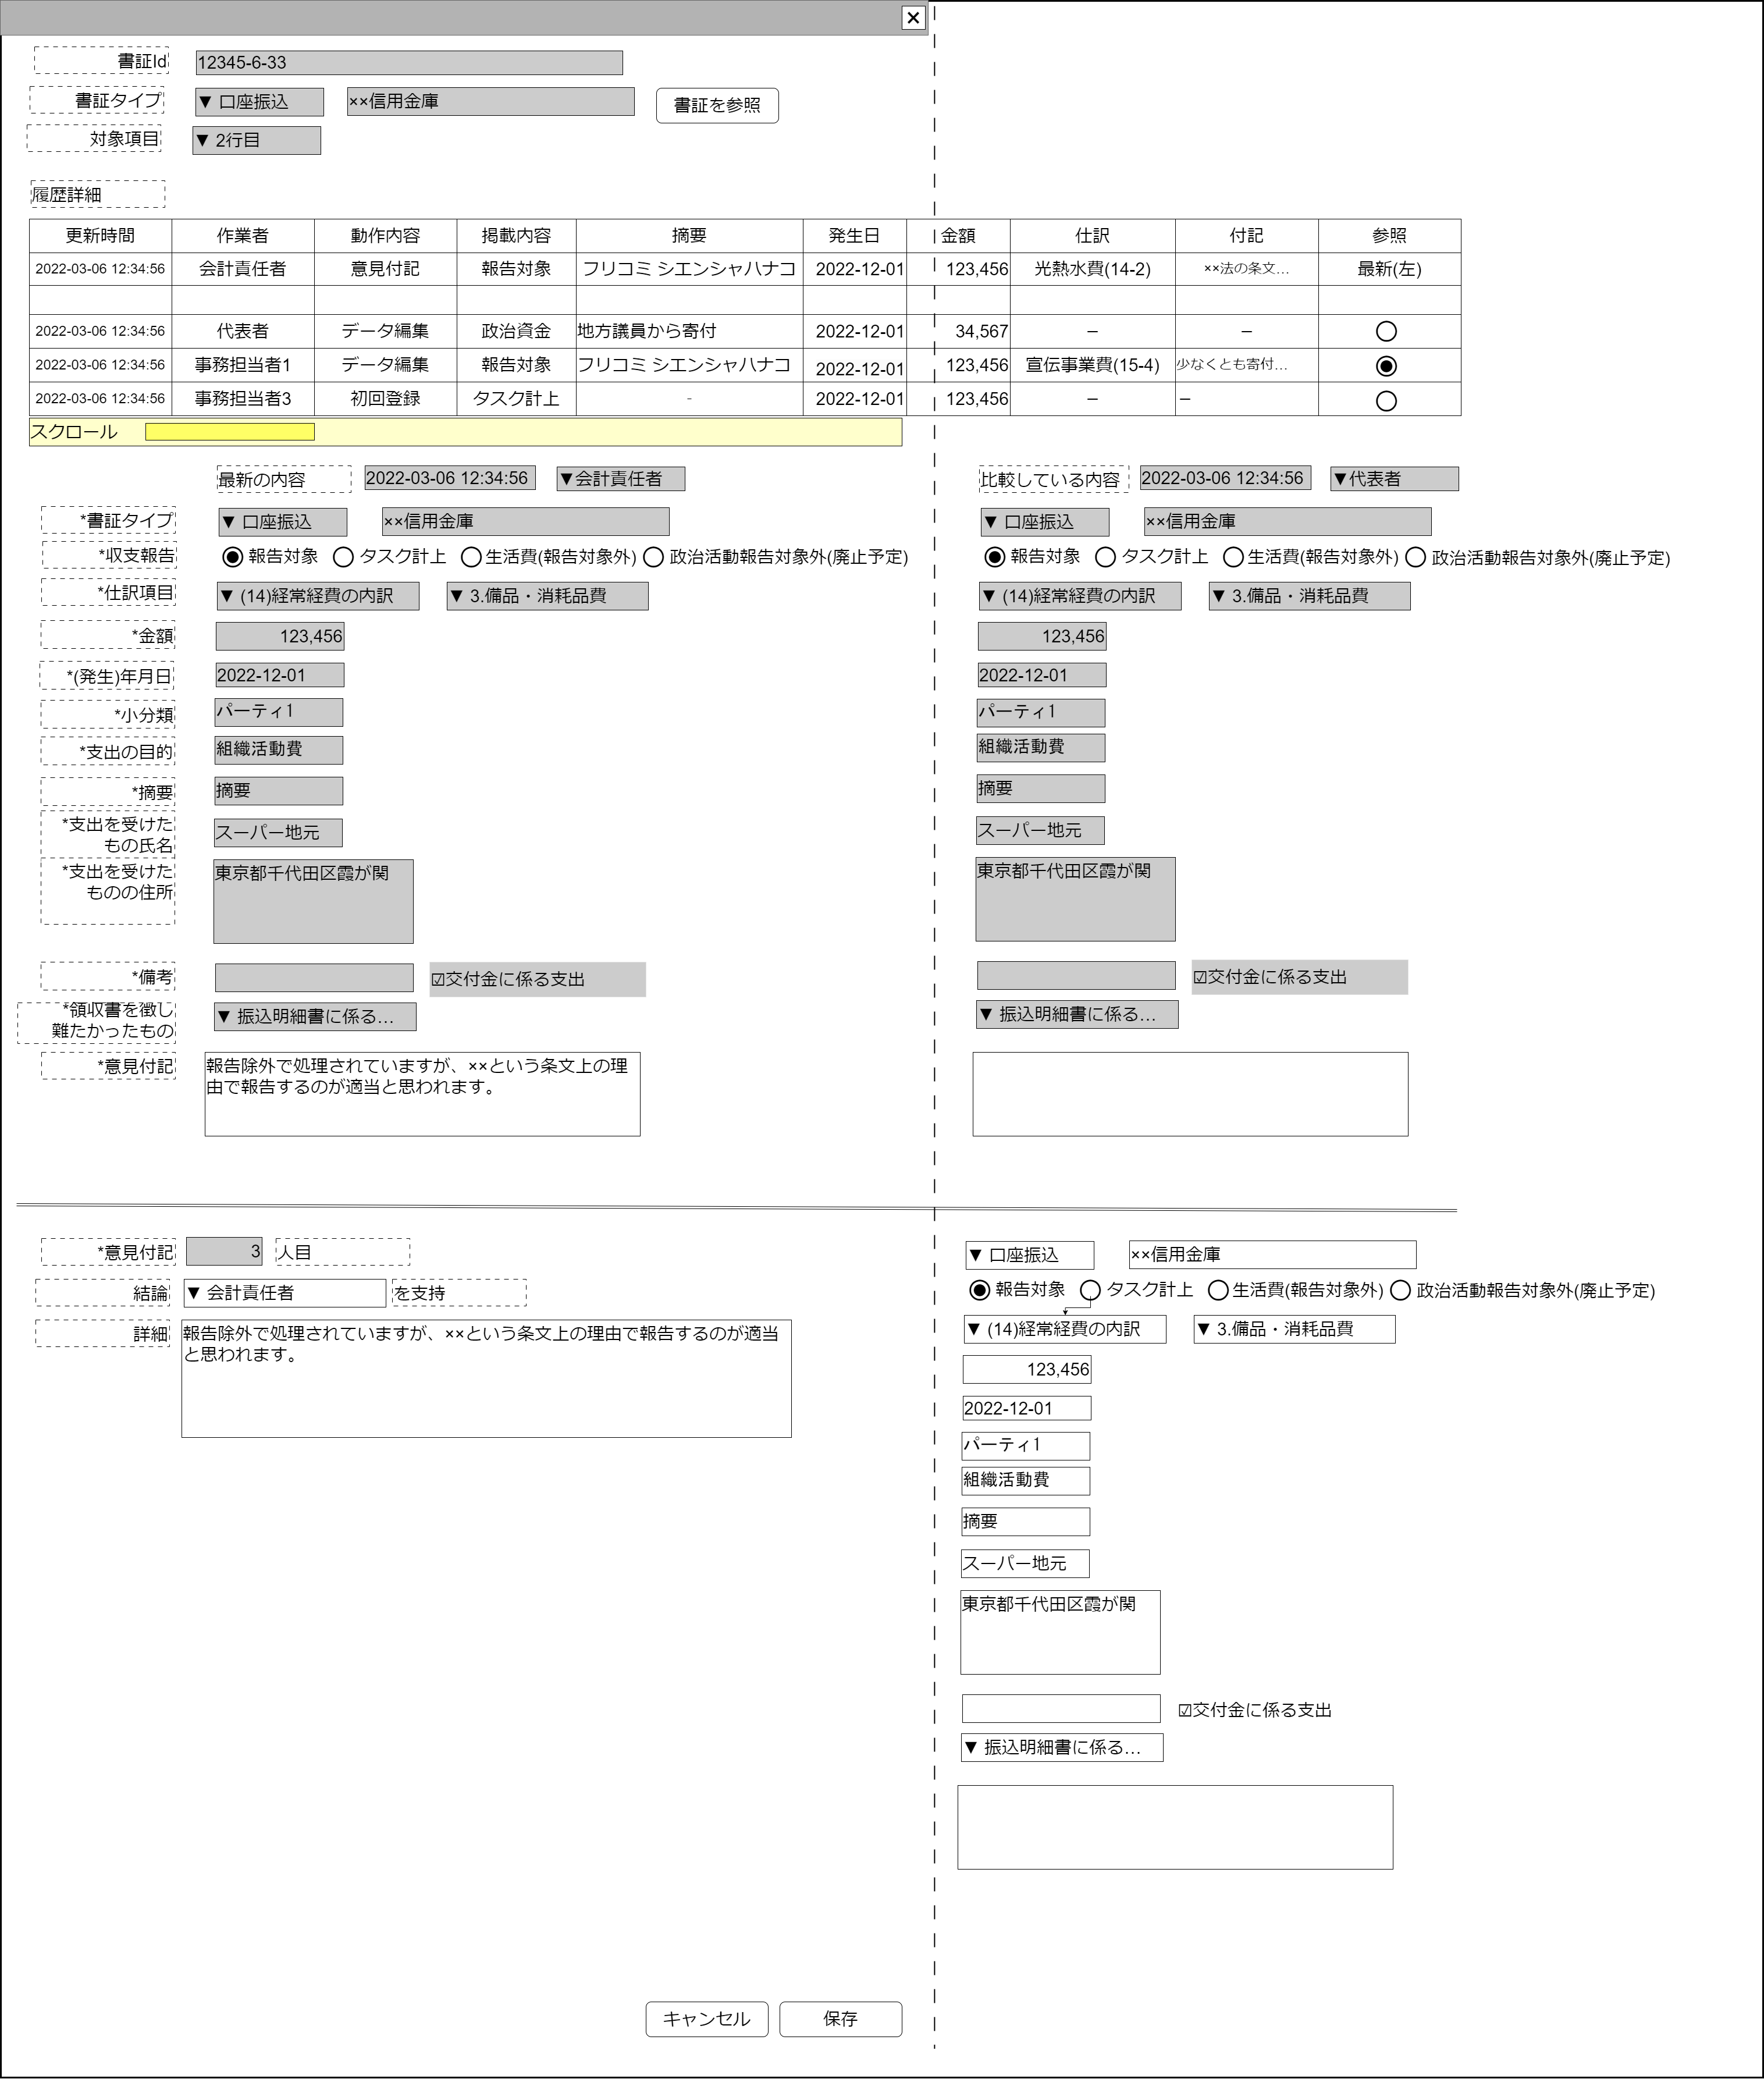 ×
書証Id 12345-6-33
書証タイプ ▼ 口座振込 ××信用金庫 書証を参照
対象項目 ▼ 2行目
履歴詳細
更新時間 作業者 動作内容 掲載内容 摘要 発生日 金額 仕訳 付記 参照
2022-03-06 12:34:56 会計責任者 意見付記 報告対象 フリコミ シエンシャハナコ 2022-12-01 123,456 光熱水費(14-2) ××法の条文... 最新(左)
2022-03-06 12:34:56 代表者 データ編集 政治資金 地方議員から寄付 2022-12-01 34,567 ー ー
2022-03-06 12:34:56 事務担当者1 データ編集 報告対象 フリコミ シエンシャハナコ 2022-12-01 123,456 宣伝事業費(15-4) 少なくとも寄付...
2022-03-06 12:34:56 事務担当者3 初回登録 タスク計上 - 2022-12-01 123,456 ー ー
スクロール
最新の内容 2022-03-06 12:34:56 ▼会計責任者
*書証タイプ ▼ 口座振込 ××信用金庫
*収支報告 報告対象 タスク計上 生活費(報告対象外) 政治活動報告対象外(廃止予定)
*仕訳項目 ▼ (14)経常経費の内訳 ▼ 3.備品・消耗品費
*金額 123,456
*(発生)年月日 2022-12-01
*小分類 パーティ1
*支出の目的 組織活動費
*摘要 摘要
*支出を受けた
もの氏名 スーパー地元
*支出を受けた
ものの住所 東京都千代田区霞が関
*備考 ☑交付金に係る支出
*領収書を徴し
難たかったもの ▼ 振込明細書に係る...
*意見付記 報告除外で処理されていますが、××という条文上の理
由で報告するのが適当と思われます。
比較している内容 2022-03-06 12:34:56 ▼代表者
▼ 口座振込 ××信用金庫
報告対象 タスク計上 生活費(報告対象外) 政治活動報告対象外(廃止予定)
▼ (14)経常経費の内訳 ▼ 3.備品・消耗品費
123,456
2022-12-01
パーティ1
組織活動費
摘要
スーパー地元
東京都千代田区霞が関
☑交付金に係る支出
▼ 振込明細書に係る...
*意見付記 3 人目
結論 ▼ 会計責任者 を支持
詳細 報告除外で処理されていますが、××という条文上の理由で報告するのが適当
と思われます。
▼ 口座振込 ××信用金庫
報告対象 タスク計上 生活費(報告対象外) 政治活動報告対象外(廃止予定)
▼ (14)経常経費の内訳 ▼ 3.備品・消耗品費
123,456
2022-12-01
パーティ1
組織活動費
摘要
スーパー地元
東京都千代田区霞が関
☑交付金に係る支出
▼ 振込明細書に係る...
キャンセル 保存